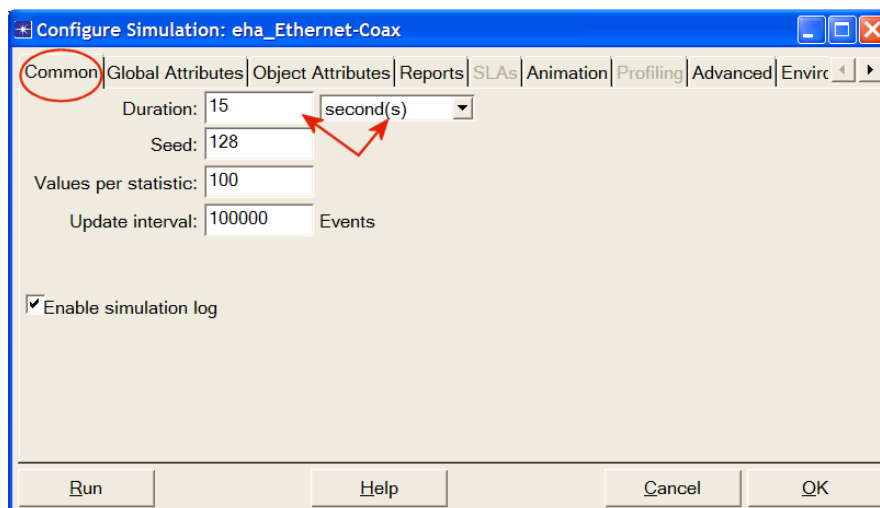 Configure Simulation: eha_Ethernet-Coax
Common Global Attributes Object Attributes Reports SLAs Animation Profiling Advanced Envirc
Duration: 15 second(s)
Seed: 128
Values per statistic: 100
Update interval: 100000 Events
Enable simulation log
Run Help Cancel OK